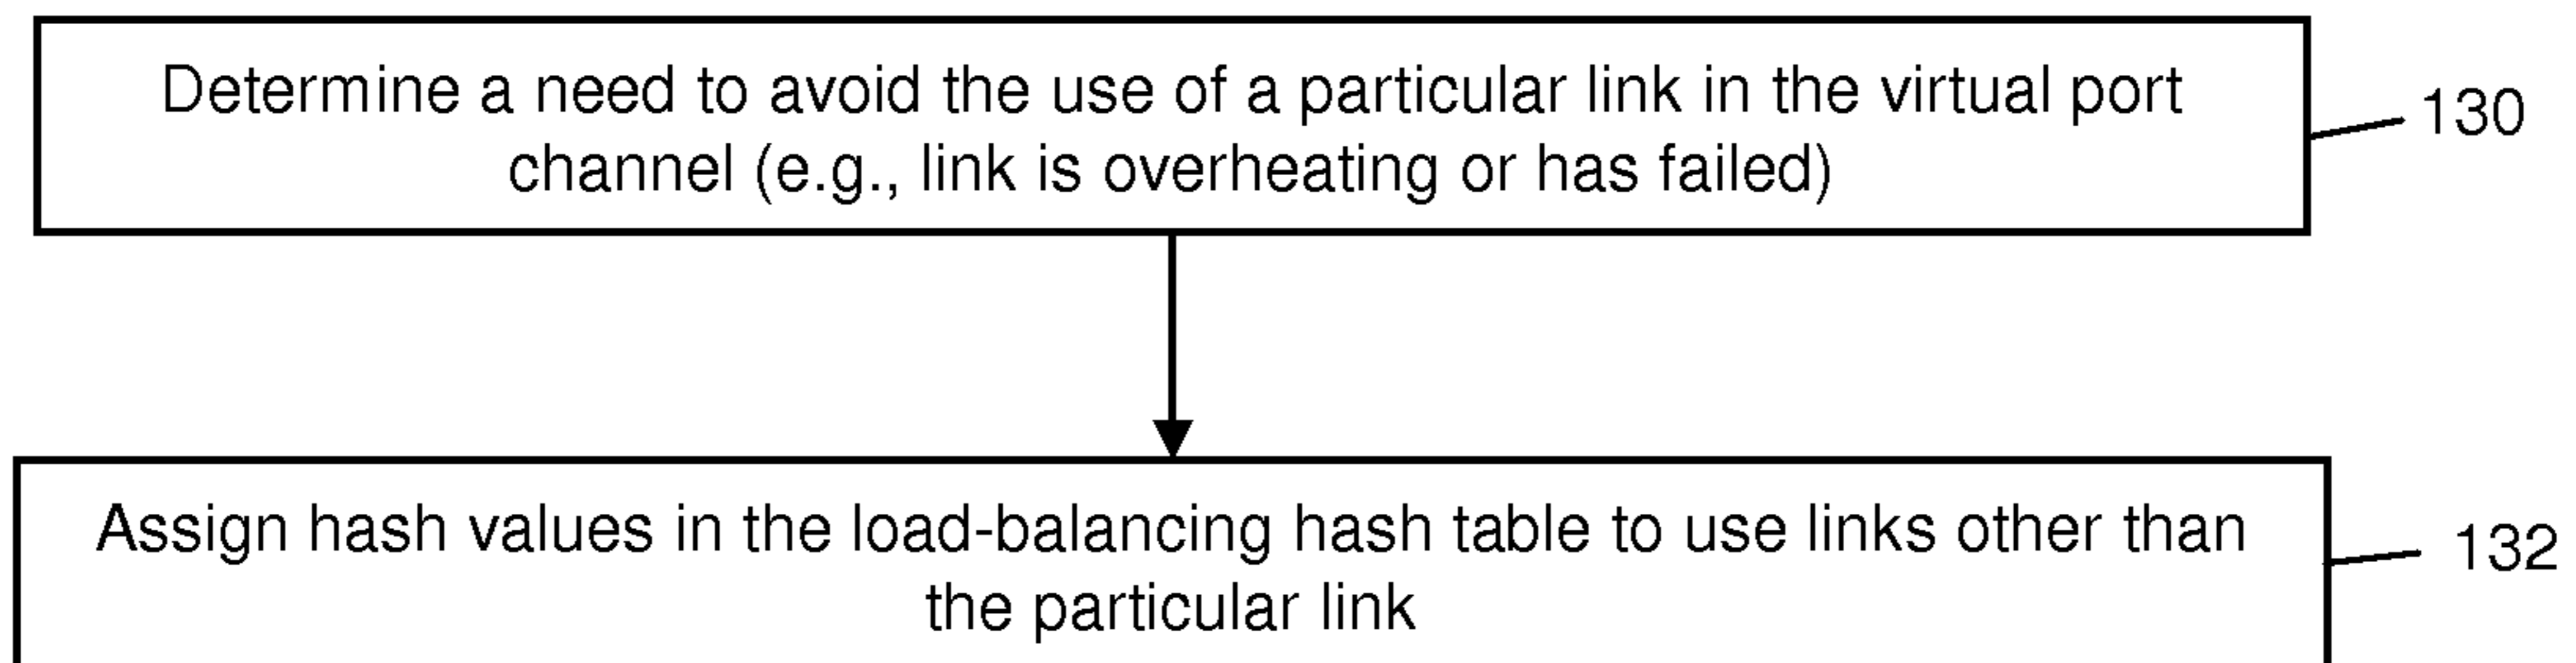 Determine a need to avoid the use of a particular link in the virtual port
channel (e.g., link is overheating or has failed)
130
Assign hash values in the load-balancing hash table to use links other than
the particular link
132